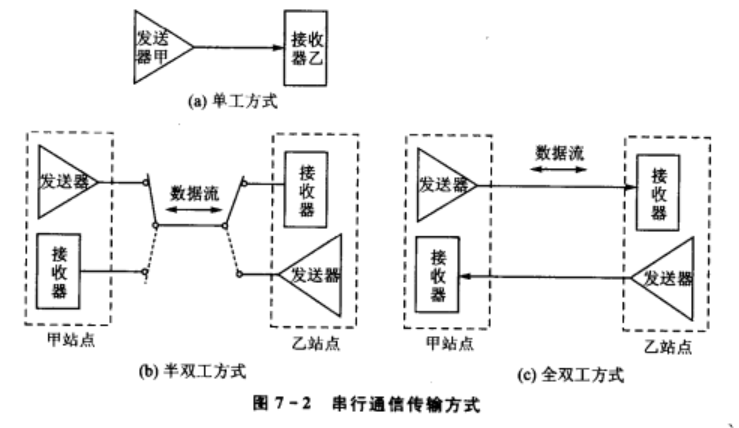 发送
器甲
接收
器乙
(a) 单工方式
发送器
数据流
接收器
接收器
发送器
甲站点
乙站点
(b) 半双工方式
发送器
数据流
接收器
接收器
发送器
甲站点
乙站点
(c) 全双工方式
图 7-2 串行通信传输方式